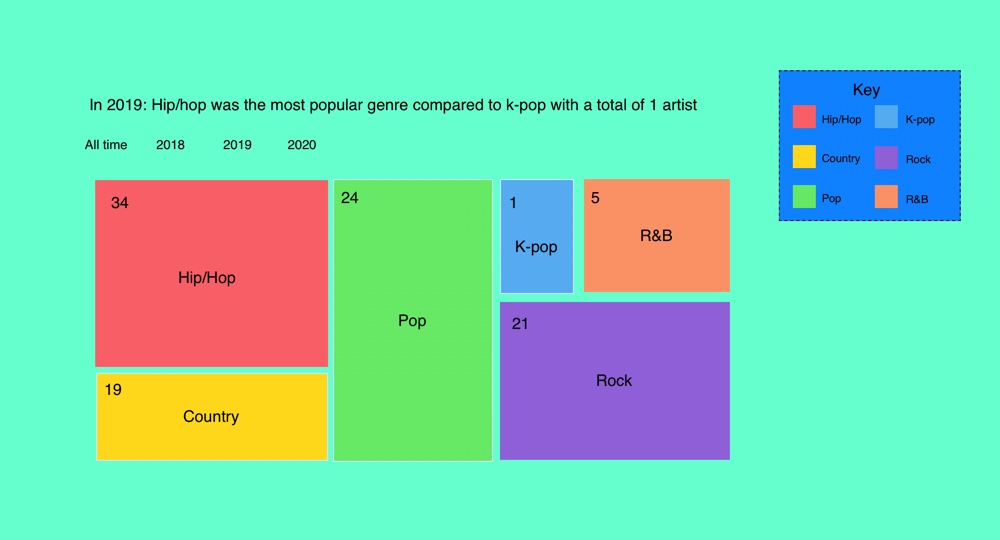 In 2019: Hip/hop was the most popular genre compared to k-pop with a total of 1 artist
All time 2018 2019 2020
34
Hip/Hop
19
Country
24
Pop
1
K-pop
5
R&B
21
Rock
Key
Hip/Hop K-pop
Country Rock
Pop R&B